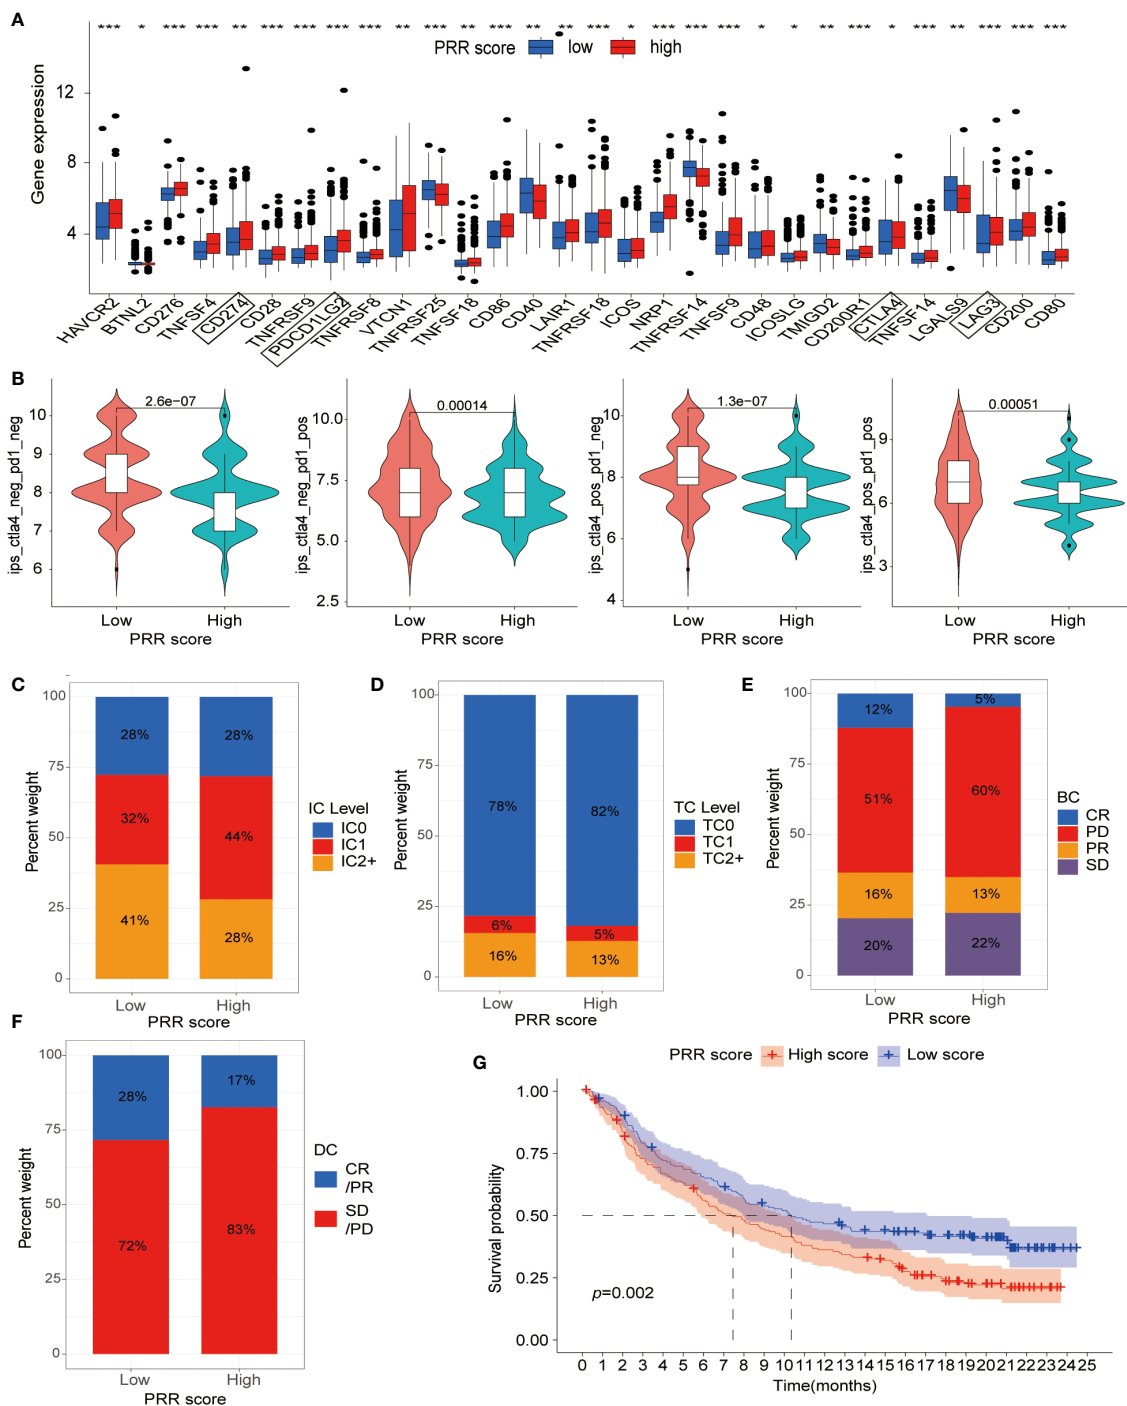 A
*** * *** *** *** *** *** *** *** ** *** *** *** ** ** *** * *** *** *** * * ** *** * *** ** *** *** ***
PRR score low high
Gene expression
12
8
4
HAVCR2 BTNL2 CD276 TNFSF4 CD274 CD28 TNFRSF9 PDCD1LG2 TNFRSF8 VTCN1 TNFRSF25 TNFSF18 CD86 CD40 LAIR1 TNFRSF18 ICOS NRP1 TNFRSF14 TNFSF9 CD48 ICOSLG TMIGD2 CD200R1 CTLA4 TNFSF14 LGALS9 LAG3 CD200 CD80
B
ips_ctla4_neg_pd1_neg
10
9
8
7
6
2.6e-07
Low High
PRR score
ips_ctla4_neg_pd1_pos
10.0
7.5
5.0
2.5
0.00014
Low High
PRR score
ips_ctla4_pos_pd1_neg
10
8
6
4
1.3e-07
Low High
PRR score
ips_ctla4_pos_pd1_pos
9
6
3
0.00051
Low High
PRR score
C
Percent weight
100
75
50
25
0
28% 28%
32% 44%
41% 28%
Low High
PRR score
IC Level
IC0
IC1
IC2+
D
Percent weight
100
75
50
25
0
78% 82%
6% 5%
16% 13%
Low High
PRR score
TC Level
TC0
TC1
TC2+
E
Percent weight
100
75
50
25
0
12% 5%
51% 60%
16% 13%
20% 22%
Low High
PRR score
BC
CR
PD
PR
SD
F
Percent weight
100
75
50
25
0
28% 17%
72% 83%
Low High
PRR score
DC
CR
/PR
SD
/PD
G
PRR score High score Low score
Survival probability
1.00
0.75
0.50
0.25
0.00
p=0.002
0 1 2 3 4 5 6 7 8 9 10 11 12 13 14 15 16 17 18 19 20 21 22 23 24 25
Time(months)